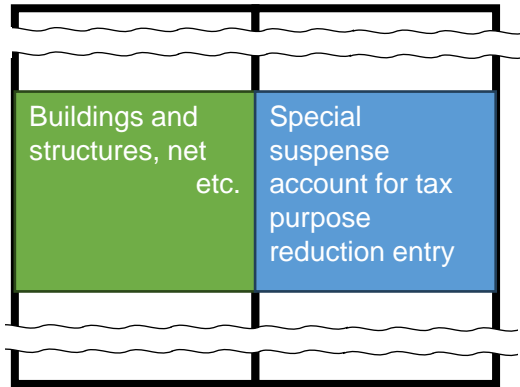 Buildings and
structures, net
etc.
Special
suspense
account for tax
purpose
reduction entry